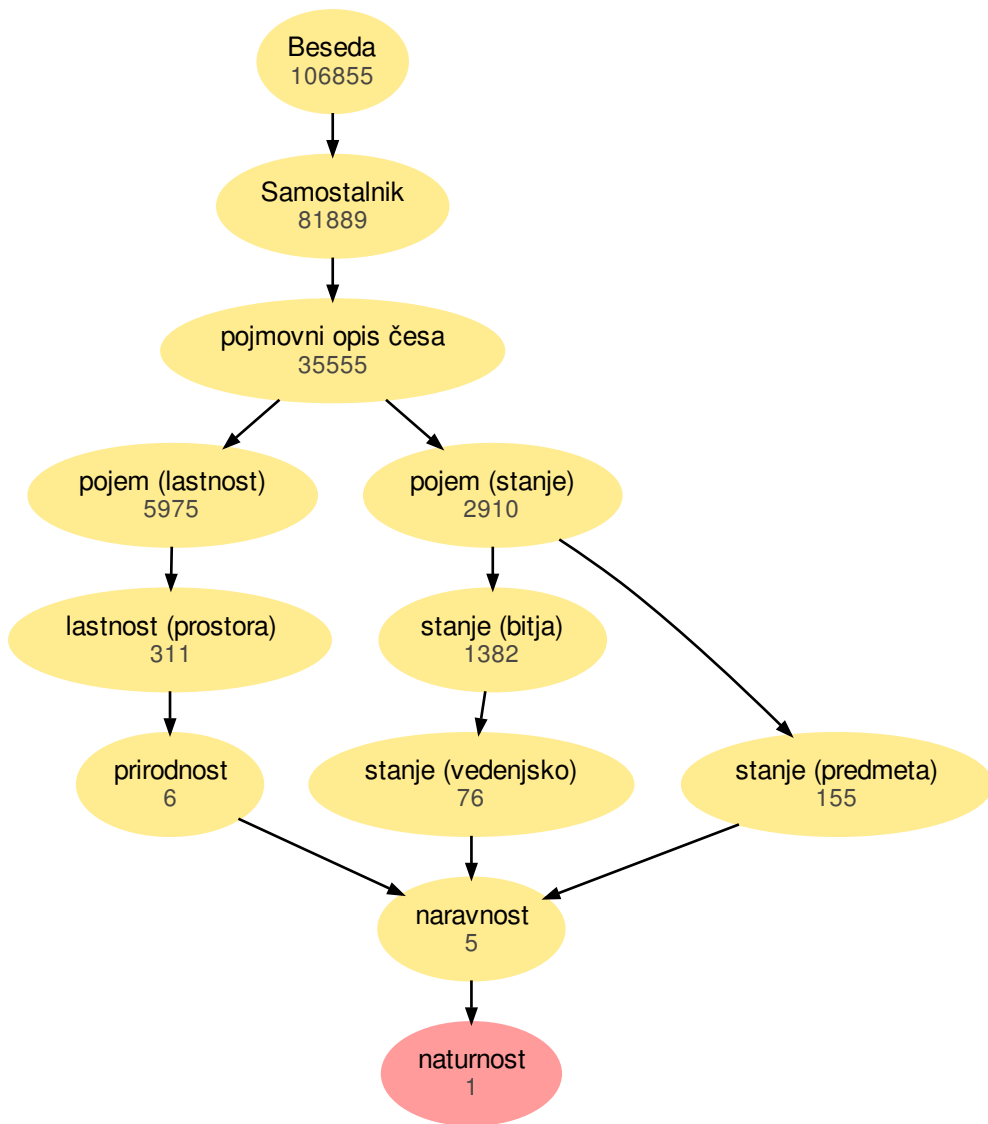 Beseda
106855
Samostalnik
81889
pojmovni opis česa
35555
pojem (lastnost)
5975
pojem (stanje)
2910
lastnost (prostora)
311
stanje (bitja)
1382
prirodnost
6
stanje (vedenjsko)
76
stanje (predmeta)
155
naravnost
5
naturnost
1